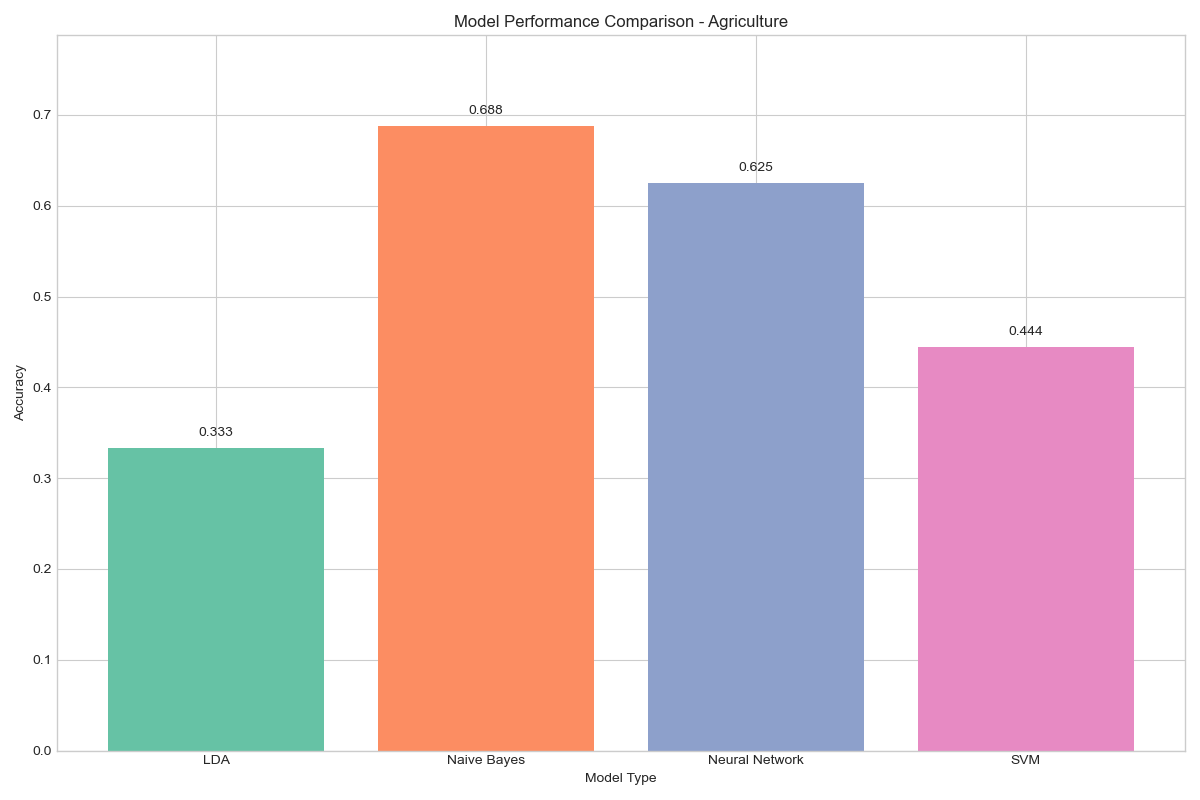 Model Performance Comparison - Agriculture
0.688
0.625
0.444
0.333
0.7
0.6
0.5
0.4
0.3
0.2
0.1
0.0
Accuracy
LDA
Naive Bayes
Neural Network
SVM
Model Type